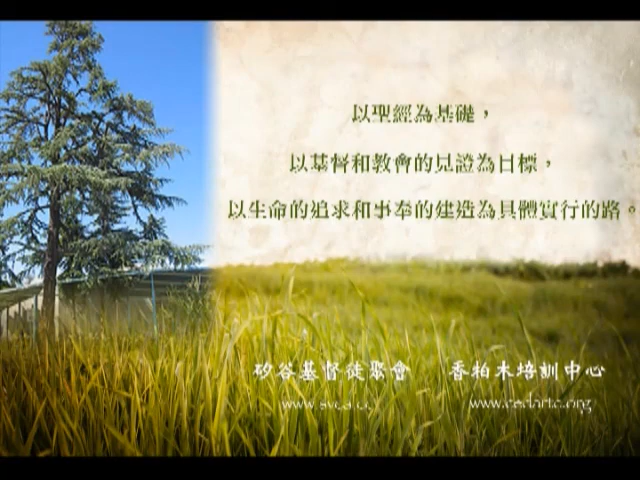 以聖經為基礎，
以基督和教會的見證為目標，
以生命的追求和事奉的建造為具體實行的路。
矽谷基督徒聚會 香柏木培訓中心
www.cedartc.org